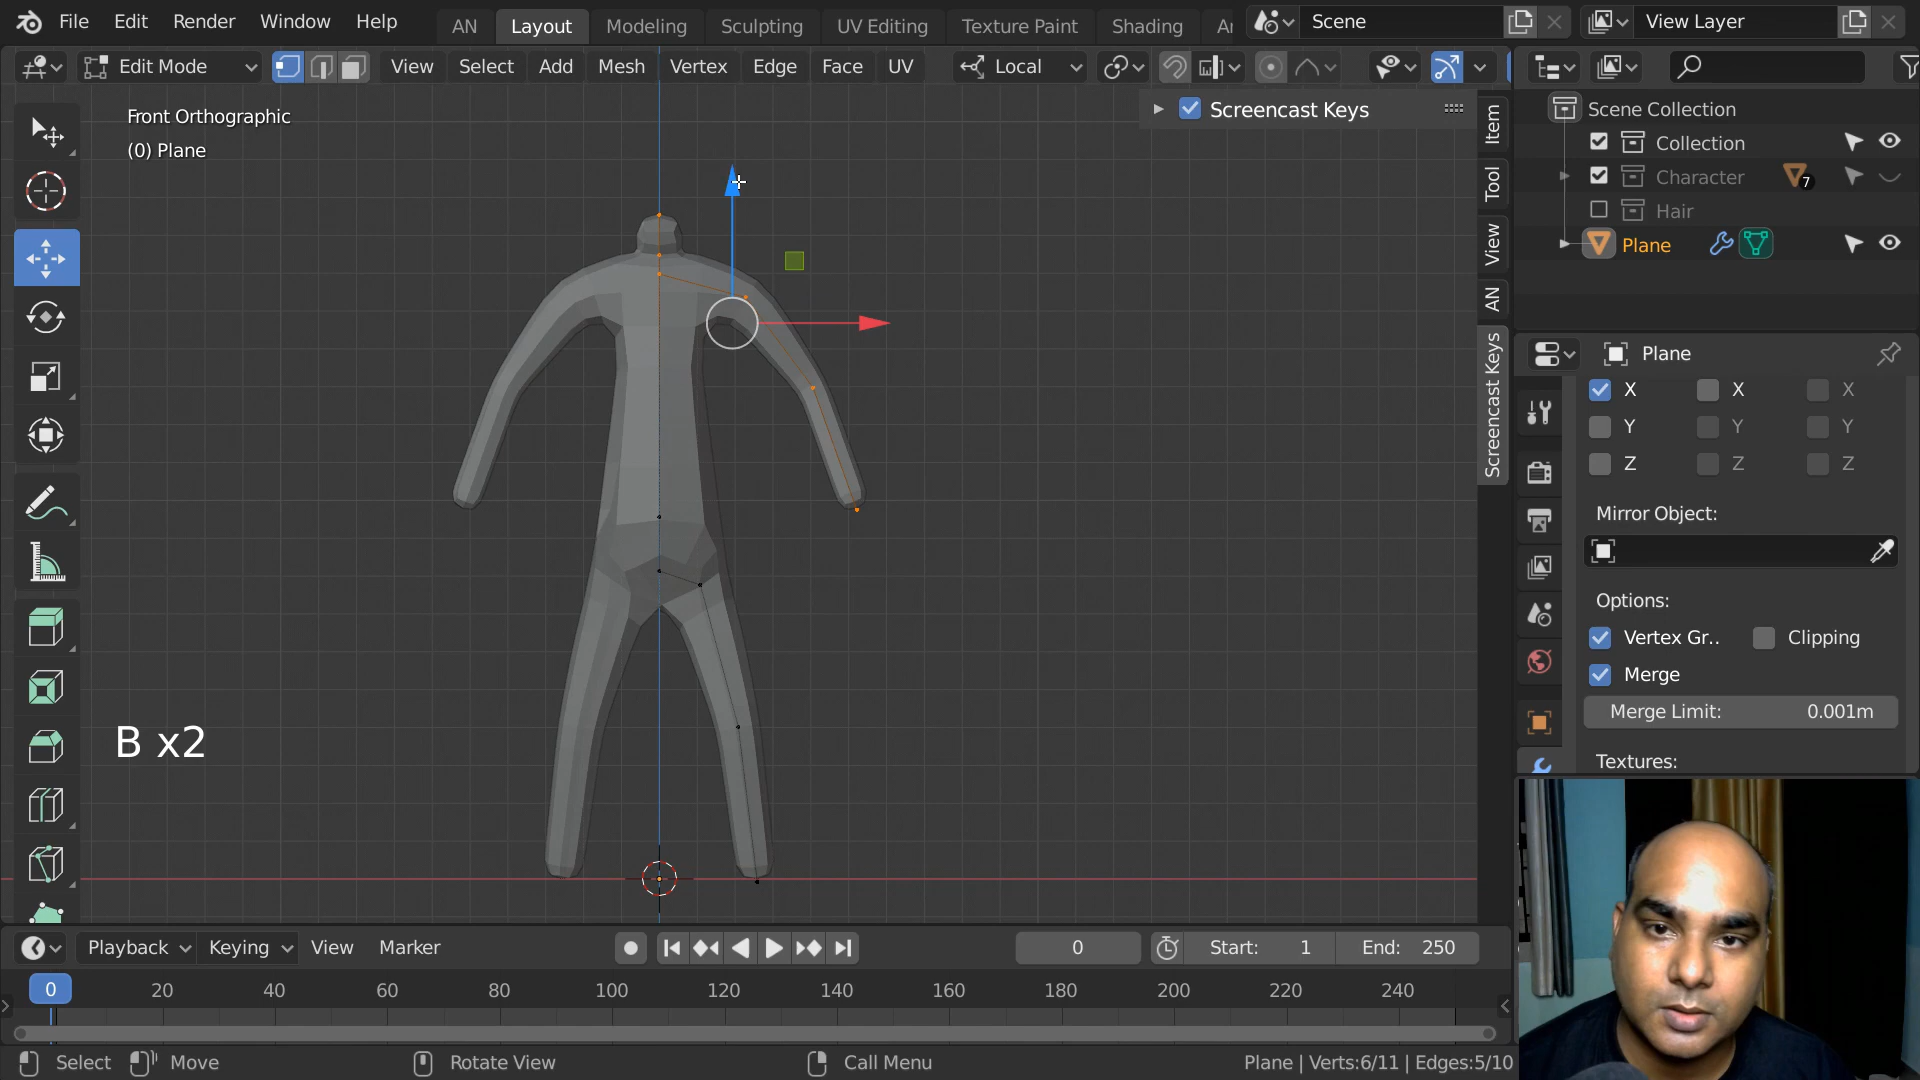 File Edit Render Window Help AN Layout Modeling Sculpting UV Editing Texture Paint Shading Ar Scene View Layer
Edit Mode View Select Add Mesh Vertex Edge Face UV Local
Front Orthographic
(0) Plane
Screencast Keys
Item
Tool
View
AN
Screencast Keys
Scene Collection
Collection
Character 7
Hair
Plane
Plane
X X X
Y Y Y
Z Z Z
Mirror Object:
Options:
Vertex Gr.. Clipping
Merge
Merge Limit: 0.001m
Textures:
B x2
Playback Keying View Marker 0 Start: 1 End: 250
0 20 40 60 80 100 120 140 160 180 200 220 240
Select Move Rotate View Call Menu Plane | Verts:6/11 | Edges:5/10